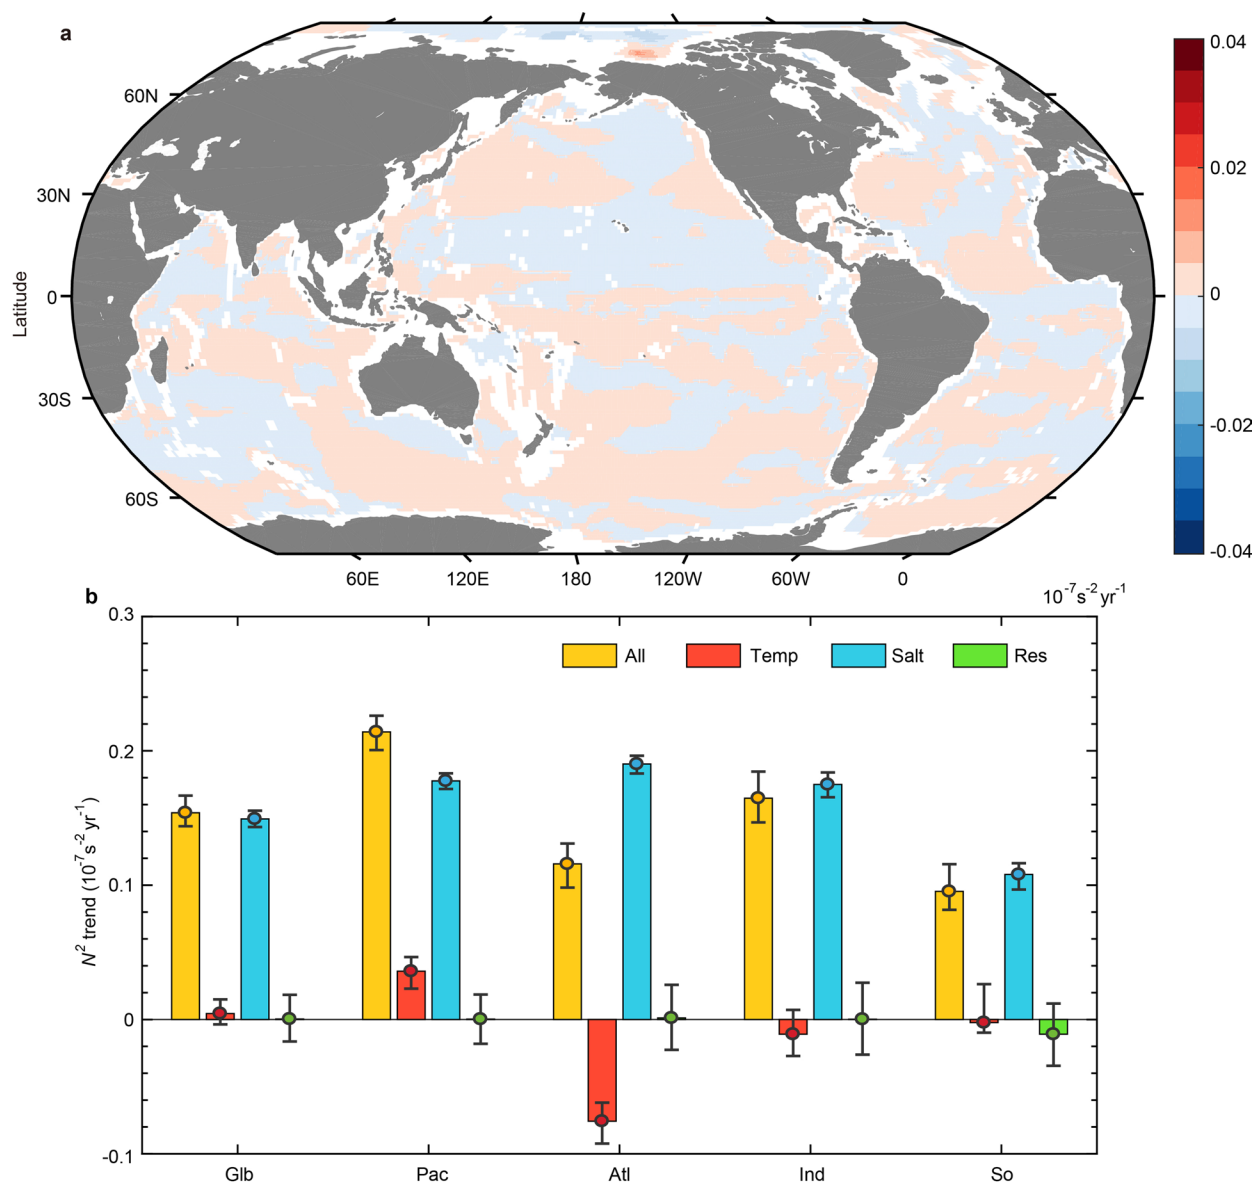 a
60N
30N
0
30S
60S
Latitude
60E
120E
180
120W
60W
0
0.04
0.02
0
-0.02
-0.04
10⁻⁷s⁻²yr⁻¹
b
0.3
0.2
0.1
0
-0.1
N² trend (10⁻⁷s⁻² yr⁻¹)
All
Temp
Salt
Res
Glb
Pac
Atl
Ind
So